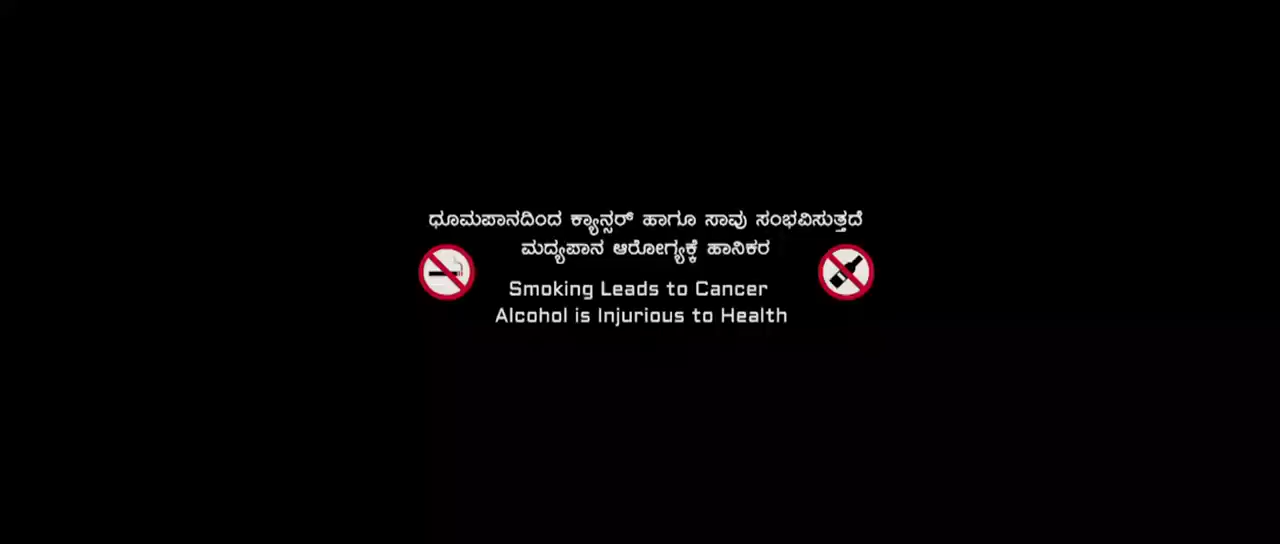 ಧೂಮಪಾನದಿಂದ ಕ್ಯಾನ್ಸರ್ ಹಾಗೂ ಸಾವು ಸಂಭವಿಸುತ್ತದೆ
ಮದ್ಯಪಾನ ಆರೋಗ್ಯಕ್ಕೆ ಹಾನಿಕರ
Smoking Leads to Cancer
Alcohol is Injurious to Health